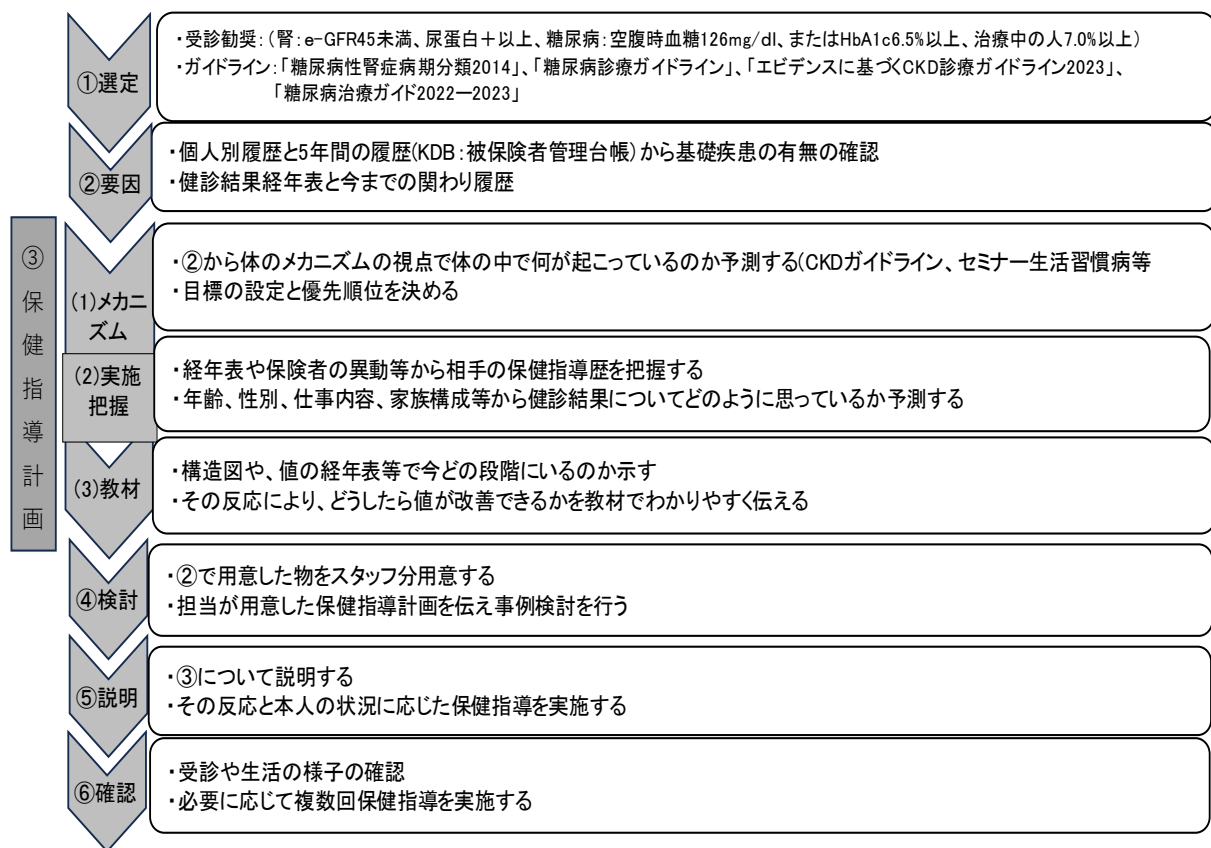 ①選定
・受診勧奨：（腎：e-GFR45未満、尿蛋白＋以上、糖尿病：空腹時血糖126mg/dl、またはHbA1c6.5%以上、治療中の人7.0%以上）
・ガイドライン：「糖尿病性腎症病期分類2014」、「糖尿病診療ガイドライン」、「エビデンスに基づくCKD診療ガイドライン2023」、
「糖尿病治療ガイド2022ー2023」
②要因
・個人別履歴と5年間の履歴(KDB：被保険者管理台帳）から基礎疾患の有無の確認
・健診結果経年表と今までの関わり履歴
③保健指導計画
(1)メカニ
ズム
・②から体のメカニズムの視点で体の中で何が起こっているのか予測する(CKDガイドライン、セミナー生活習慣病等
・目標の設定と優先順位を決める
(2)実施
把握
・経年表や保険者の異動等から相手の保健指導歴を把握する
・年齢、性別、仕事内容、家族構成等から健診結果についてどのように思っているか予測する
(3)教材
・構造図や、値の経年表等で今どの段階にいるのか示す
・その反応により、どうしたら値が改善できるかを教材でわかりやすく伝える
④検討
・②で用意した物をスタッフ分用意する
・担当が用意した保健指導計画を伝え事例検討を行う
⑤説明
・③について説明する
・その反応と本人の状況に応じた保健指導を実施する
⑥確認
・受診や生活の様子の確認
・必要に応じて複数回保健指導を実施する